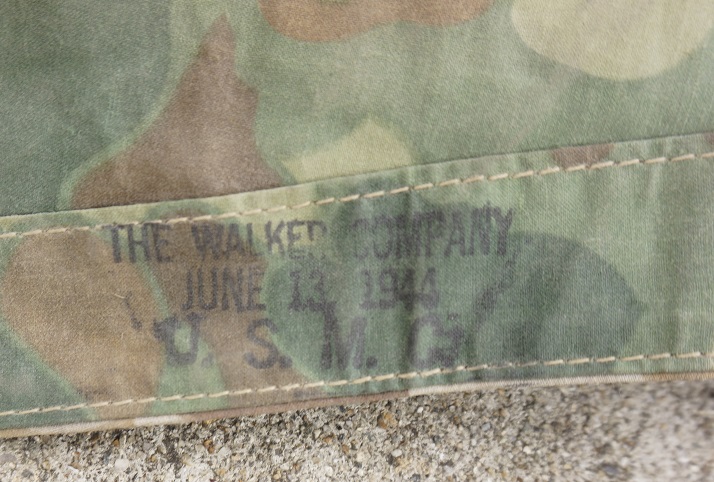 THE WALKER COMPANY
JUNE 13 1944
U. S. M. C.